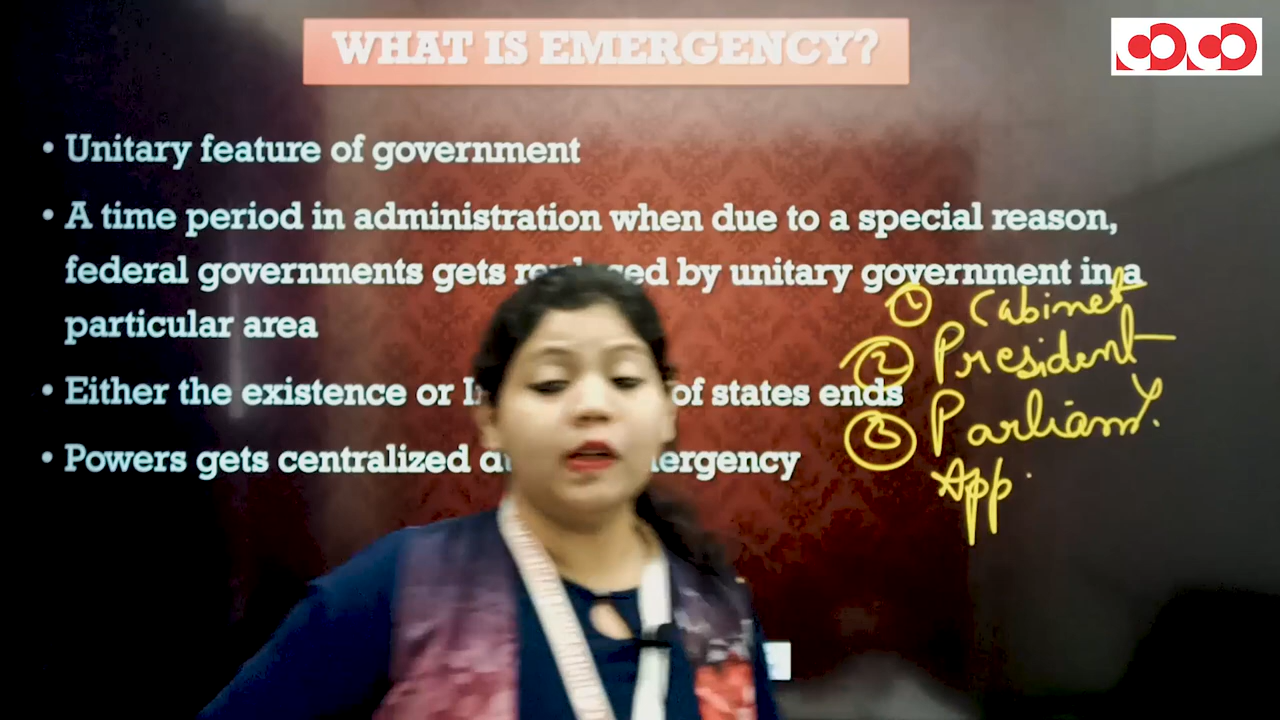 WHAT IS EMERGENCY?
• Unitary feature of government
• A time period in administration when due to a special reason,
federal governments gets by unitary government in a
particular area
• Either the existence or of states ends
• Powers gets centralized
① Cabinet
② President
③ Parliamt.
App.